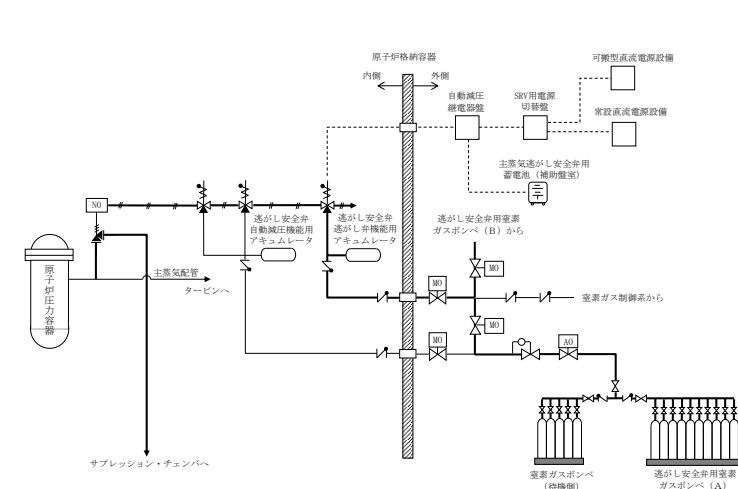 原子炉格納容器
内側
外側
可搬型直流電源設備
自動減圧
継電器盤
SRV用電源
切替盤
常設直流電源設備
主蒸気逃がし安全弁用
蓄電池（補助盤室）
NO
逃がし安全弁
自動減圧機能用
アキュムレータ
逃がし安全弁
逃がし弁機能用
アキュムレータ
逃がし安全弁用窒素
ガスボンベ（B）から
原子炉圧力容器
主蒸気配管
タービンへ
MO
MO
窒素ガス制御系から
MO
MO
AO
サプレッション・チェンバへ
窒素ガスボンベ
（待機側）
逃がし安全弁用窒素
ガスボンベ（A）